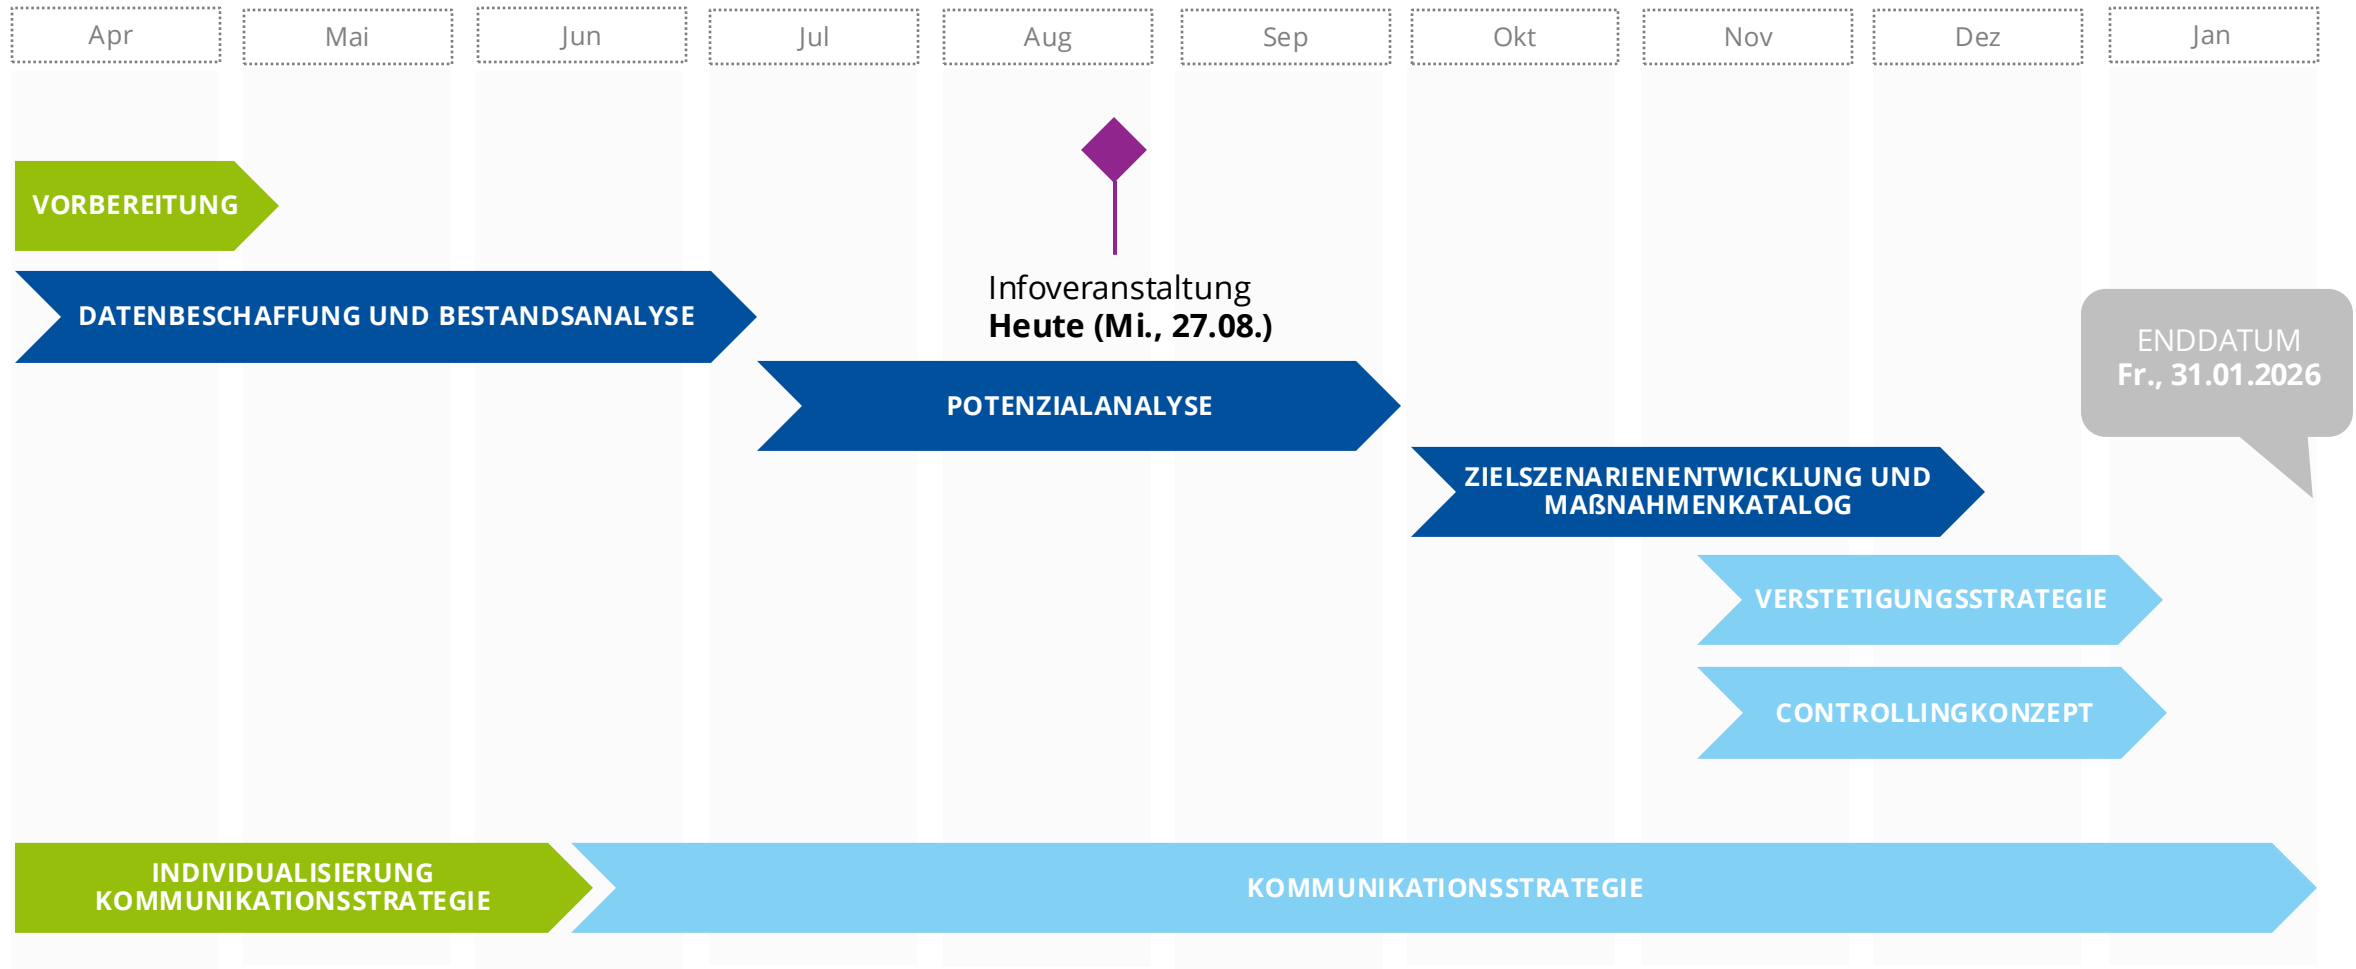 Apr Mai Jun Jul Aug Sep Okt Nov Dez Jan
VORBEREITUNG
Infoveranstaltung
Heute (Mi., 27.08.)
DATENBESCHAFFUNG UND BESTANDSANALYSE
ENDDATUM
Fr., 31.01.2026
POTENZIALANALYSE
ZIELSZENARIENENTWICKLUNG UND
MAßNAHMENKATALOG
VERSTETIGUNGSSTRATEGIE
CONTROLLINGKONZEPT
INDIVIDUALISIERUNG
KOMMUNIKATIONSSTRATEGIE
KOMMUNIKATIONSSTRATEGIE